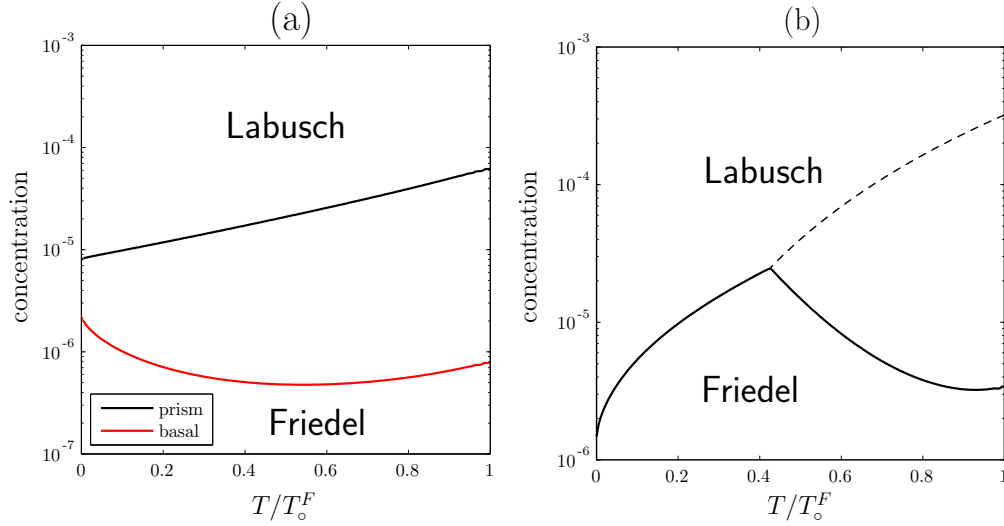 (a)
10^{-3}
10^{-4}
10^{-5}
10^{-6}
10^{-7}
concentration
Labusch
Friedel
prism
basal
0
0.2
0.4
0.6
0.8
1
T/T_∘^F
(b)
10^{-3}
10^{-4}
10^{-5}
10^{-6}
concentration
Labusch
Friedel
0
0.2
0.4
0.6
0.8
1
T/T_∘^F